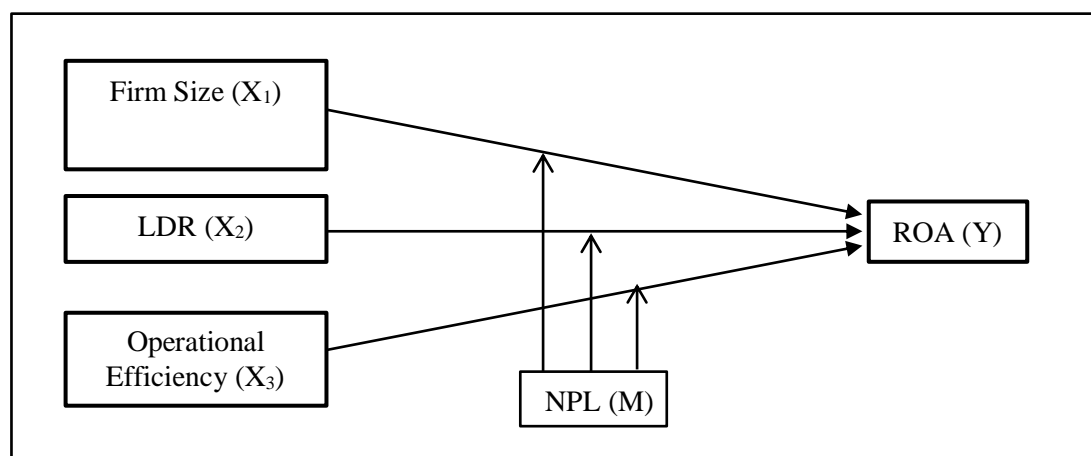 Firm Size (X₁)
LDR (X₂)
ROA (Y)
Operational
Efficiency (X₃)
NPL (M)